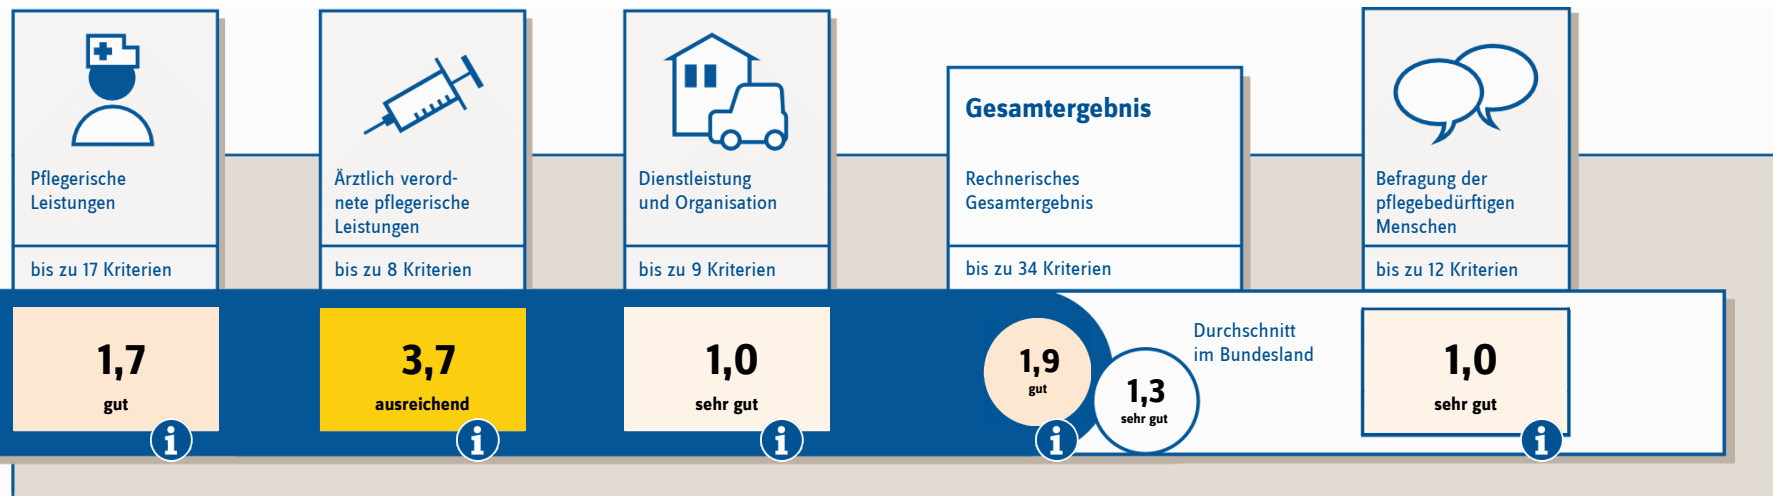 Pflegerische
Leistungen
bis zu 17 Kriterien
1,7
gut
Ärztlich verord-
nete pflegerische
Leistungen
bis zu 8 Kriterien
3,7
ausreichend
Dienstleistung
und Organisation
bis zu 9 Kriterien
1,0
sehr gut
Gesamtergebnis
Rechnerisches
Gesamtergebnis
bis zu 34 Kriterien
1,9
gut
Durchschnitt
im Bundesland
1,3
sehr gut
Befragung der
pflegebedürftigen
Menschen
bis zu 12 Kriterien
1,0
sehr gut